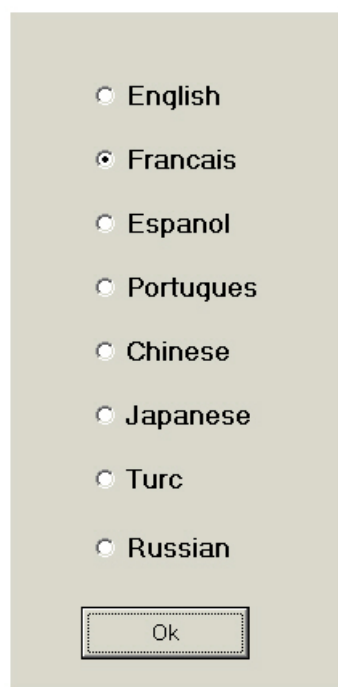 English
Francais
Espanol
Portugues
Chinese
Japanese
Turc
Russian
Ok